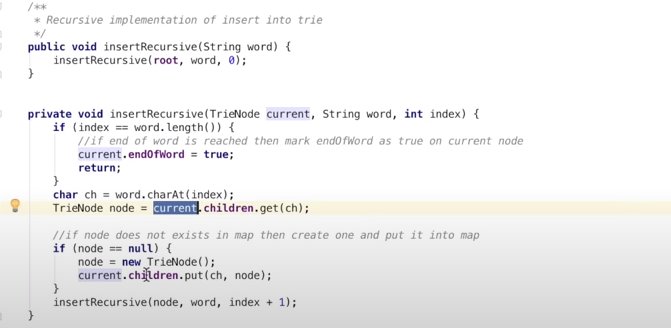 /**
 * Recursive implementation of insert into trie
 */
public void insertRecursive(String word) {
    insertRecursive(root, word, 0);
}
private void insertRecursive(TrieNode current, String word, int index) {
    if (index == word.length()) {
        //if end of word is reached then mark endOfWord as true on current node
        current.endOfWord = true;
        return;
    }
    char ch = word.charAt(index);
    TrieNode node = current.children.get(ch);
    //if node does not exists in map then create one and put it into map
    if (node == null) {
        node = new TrieNode();
        current.children.put(ch, node);
    }
    insertRecursive(node, word, index + 1);
}